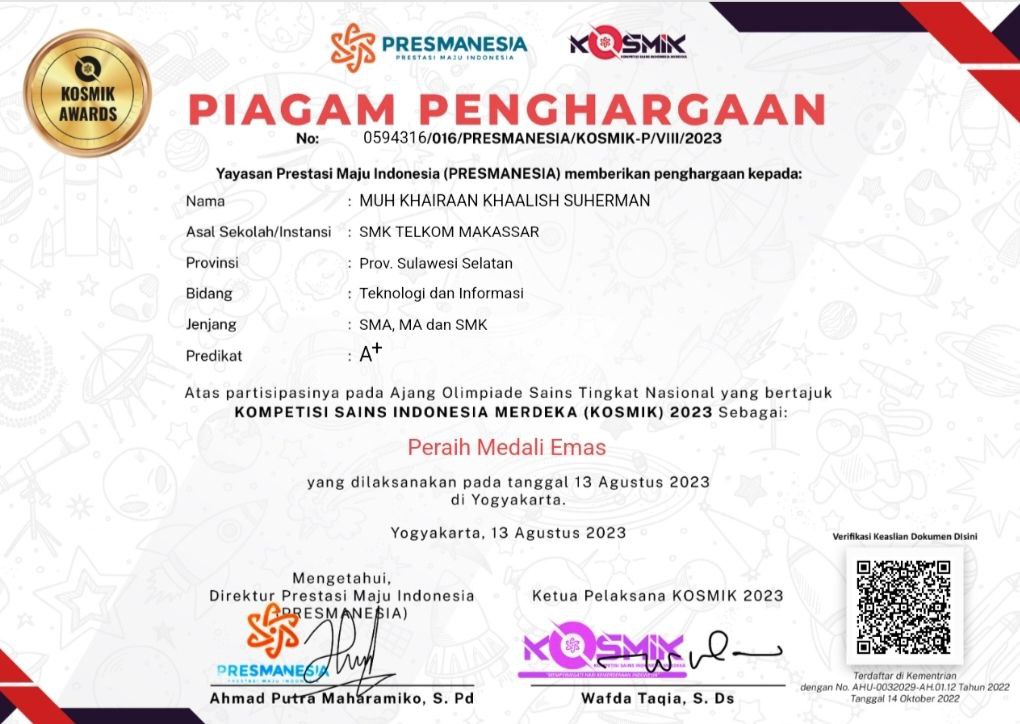 PRESMANESIA
PRESTASI MAJU INDONESIA
KOSMIK
KOMPETISI SAINS INDONESIA MERDEKA
KOSMIK
AWARDS
PIAGAM PENGHARGAAN
No: 0594316/016/PRESMANESIA/KOSMIK-P/VIII/2023
Yayasan Prestasi Maju Indonesia (PRESMANESIA) memberikan penghargaan kepada:
Nama : MUH KHAIRAAN KHAALISH SUHERMAN
Asal Sekolah/Instansi : SMK TELKOM MAKASSAR
Provinsi : Prov. Sulawesi Selatan
Bidang : Teknologi dan Informasi
Jenjang : SMA, MA dan SMK
Predikat : A+
Atas partisipasinya pada Ajang Olimpiade Sains Tingkat Nasional yang bertajuk
KOMPETISI SAINS INDONESIA MERDEKA (KOSMIK) 2023 Sebagai:
Peraih Medali Emas
yang dilaksanakan pada tanggal 13 Agustus 2023
di Yogyakarta.
Yogyakarta, 13 Agustus 2023
Mengetahui,
Direktur Prestasi Maju Indonesia
(PRESMANESIA)
PRESMANESIA
PRESTASI MAJU INDONESIA
Ahmad Putra Maharamiko, S. Pd
Ketua Pelaksana KOSMIK 2023
KOSMIK
KOMPETISI SAINS INDONESIA MERDEKA
Wafda Taqia, S. Ds
Verifikasi Keaslian Dokumen Disini
Terdaftar di Kementrian
dengan No. AHU-0032029-AH.01.12 Tahun 2022
Tanggal 14 Oktober 2022